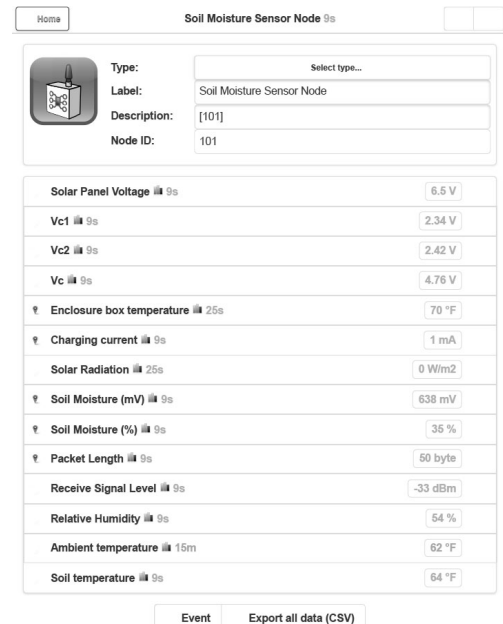 Home
Soil Moisture Sensor Node 9s
Type: Select type...
Label: Soil Moisture Sensor Node
Description: [101]
Node ID: 101
Solar Panel Voltage 9s 6.5 V
Vc1 9s 2.34 V
Vc2 9s 2.42 V
Vc 9s 4.76 V
Enclosure box temperature 25s 70 °F
Charging current 9s 1 mA
Solar Radiation 25s 0 W/m2
Soil Moisture (mV) 9s 638 mV
Soil Moisture (%) 9s 35 %
Packet Length 9s 50 byte
Receive Signal Level 9s -33 dBm
Relative Humidity 9s 54 %
Ambient temperature 15m 62 °F
Soil temperature 9s 64 °F
Event Export all data (CSV)